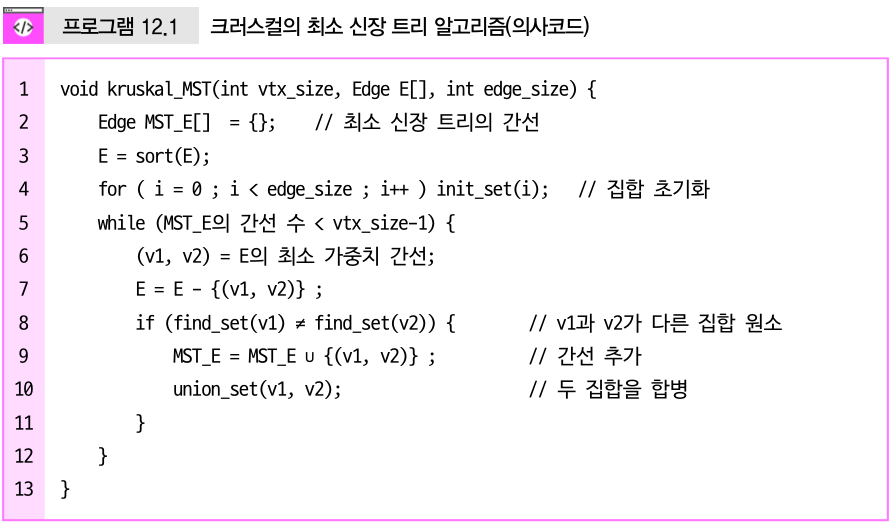 </> 프로그램 12.1 크러스컬의 최소 신장 트리 알고리즘(의사코드)
1 void kruskal_MST(int vtx_size, Edge E[], int edge_size) {
2 Edge MST_E[] = {}; // 최소 신장 트리의 간선
3 E = sort(E);
4 for ( i = 0 ; i < edge_size ; i++ ) init_set(i); // 집합 초기화
5 while (MST_E의 간선 수 < vtx_size-1) {
6 (v1, v2) = E의 최소 가중치 간선;
7 E = E - {(v1, v2)} ;
8 if (find_set(v1) ≠ find_set(v2)) { // v1과 v2가 다른 집합 원소
9 MST_E = MST_E ∪ {(v1, v2)} ; // 간선 추가
10 union_set(v1, v2); // 두 집합을 합병
11 }
12 }
13 }